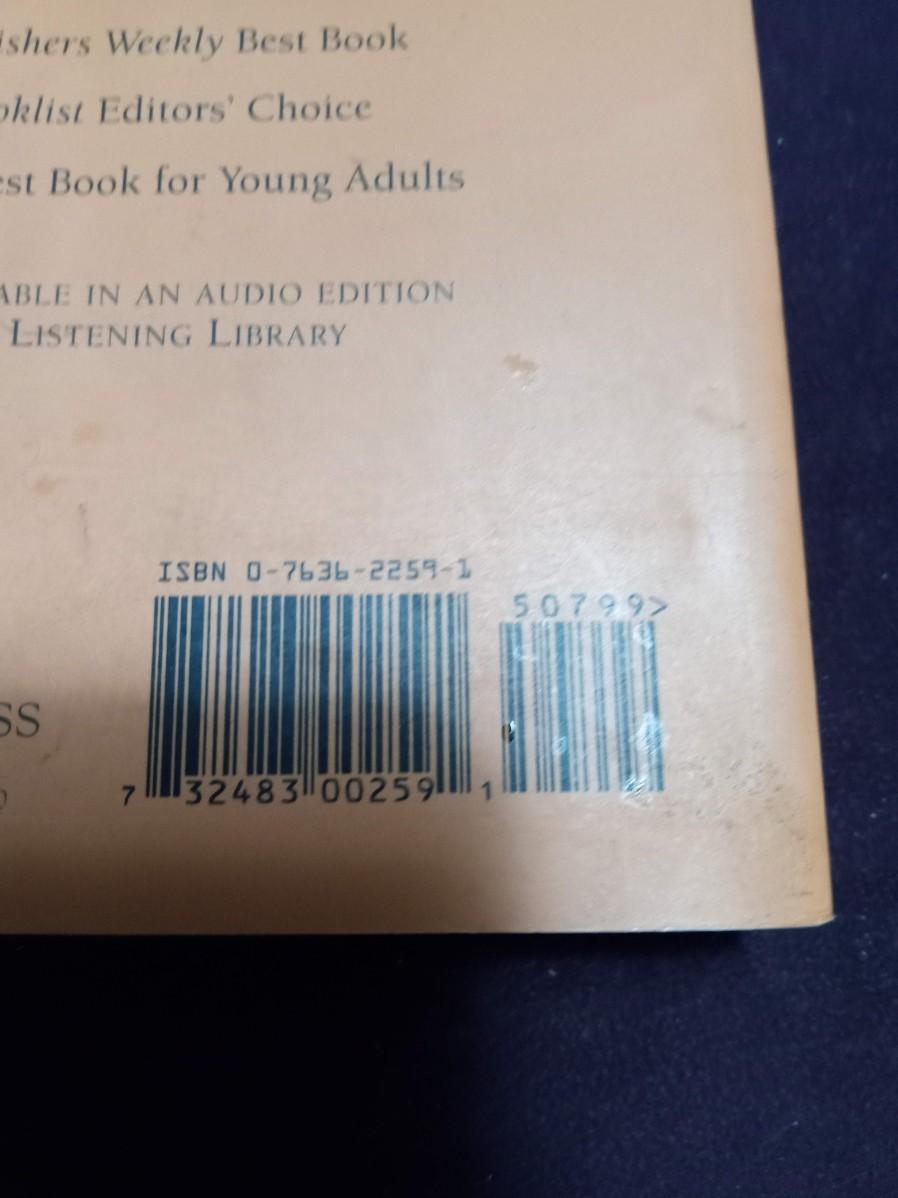 ishers Weekly Best Book
oklist Editors' Choice
est Book for Young Adults
ABLE IN AN AUDIO EDITION
LISTENING LIBRARY
ISBN 0-7636-2259-1
50799>
SS
7 32483 00259 1